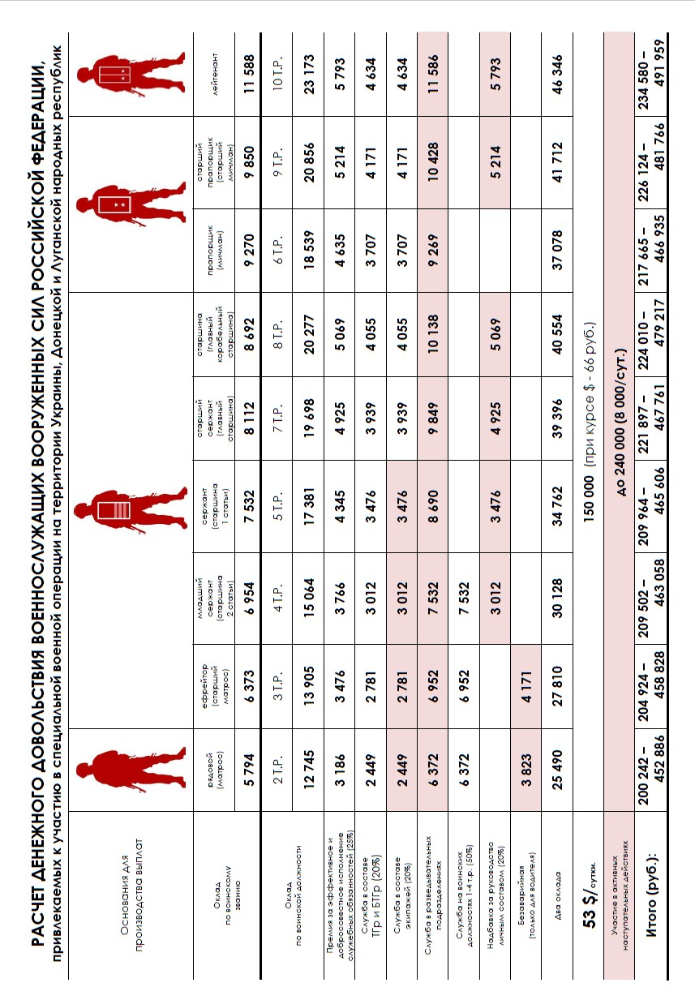 РАСЧЕТ ДЕНЕЖНОГО ДОВОЛЬСТВИЯ ВОЕННОСЛУЖАЩИХ ВООРУЖЕННЫХ СИЛ РОССИЙСКОЙ ФЕДЕРАЦИИ,
привлекаемых к участию в специальной военной операции на территории Украины, Донецкой и Луганской народных республик
Основания для
производства выплат
Оклад
по воинскому
званию
рядовой
(матрос)
ефрейтор
(старший
матрос)
младший
сержант
(старшина
2 статьи)
сержант
(старшина
1 статьи)
старший
сержант
(главный
старшина)
старшина
(главный
корабельный
старшина)
прапорщик
(мичман)
старший
прапорщик
(старший
мичман)
лейтенант
5 794 6 373 6 954 7 532 8 112 8 692 9 270 9 850 11 588
Оклад
по воинской должности
2 Т.Р. 3 Т.Р. 4 Т.Р. 5 Т.Р. 7 Т.Р. 8 Т.Р. 6 Т.Р. 9 Т.Р. 10 Т.Р.
12 745 13 905 15 064 17 381 19 698 20 277 18 539 20 856 23 173
Премия за эффективное и
добросовестное исполнение
служебных обязанностей (25%)
3 186 3 476 3 766 4 345 4 925 5 069 4 635 5 214 5 793
Служба в составе
ТГр и БТГр (20%)
2 449 2 781 3 012 3 476 3 939 4 055 3 707 4 171 4 634
Служба в составе
экипажей (20%)
2 449 2 781 3 012 3 476 3 939 4 055 3 707 4 171 4 634
Служба в разведывательных
подразделениях
6 372 6 952 7 532 8 690 9 849 10 138 9 269 10 428 11 586
Служба на воинских
должностях 1-4 т.р. (50%)
6 372 6 952 7 532
Надбавка за руководство
личным составом (20%)
3 012 3 476 4 925 5 069 5 214 5 793
Безаварийная
(только для водителя)
3 823 4 171
Два оклада
25 490 27 810 30 128 34 762 39 396 40 554 37 078 41 712 46 346
53 $/сутки.
150 000 (при курсе $ - 66 руб.)
Участие в активных
наступательных действиях
до 240 000 (8 000/сут.)
Итого (руб.):
200 242 –
452 886
204 924 –
458 828
209 502 –
463 058
209 964 –
465 606
221 897 –
467 761
224 010 –
479 217
217 665 –
466 935
226 124 –
481 766
234 580 –
491 959